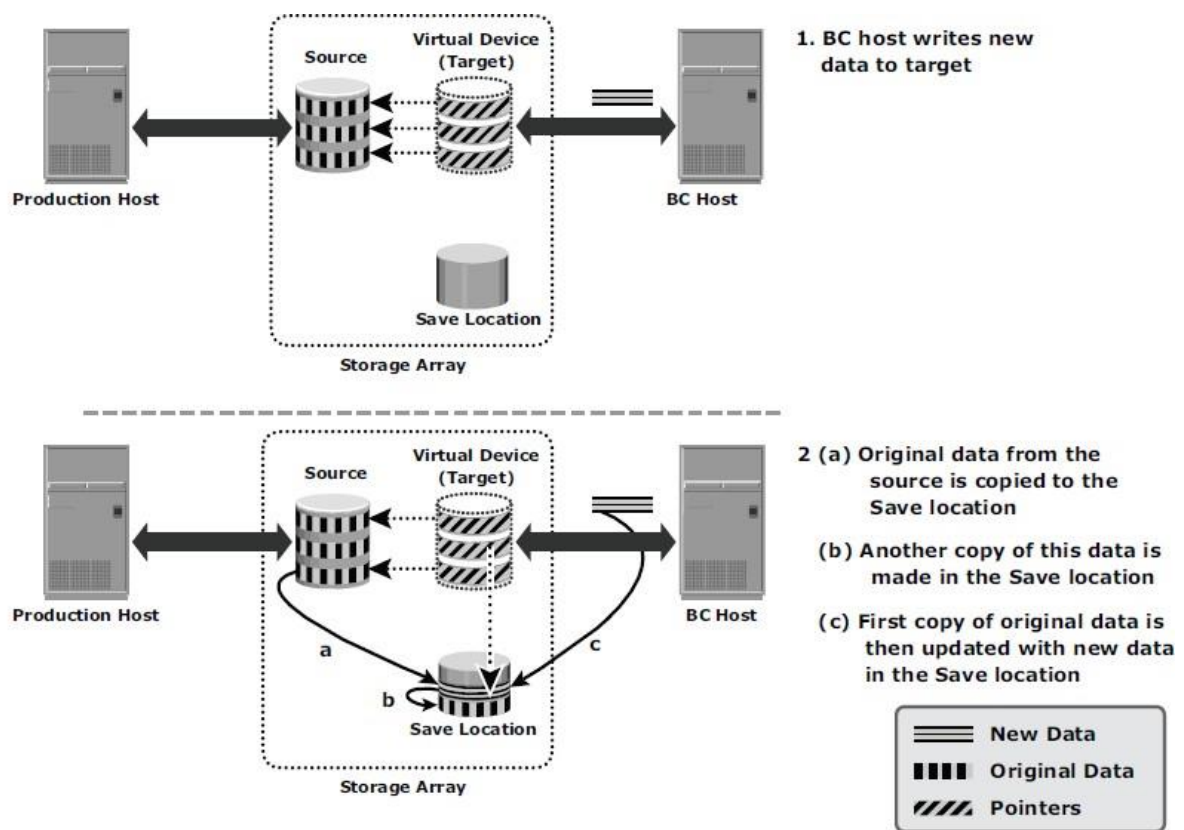 Source
Virtual Device
(Target)
1. BC host writes new
data to target
Production Host
BC Host
Save Location
Storage Array
Source
Virtual Device
(Target)
2 (a) Original data from the
source is copied to the
Save location
(b) Another copy of this data is
made in the Save location
Production Host
BC Host
(c) First copy of original data is
then updated with new data
in the Save location
a
c
b
Save Location
Storage Array
New Data
Original Data
Pointers